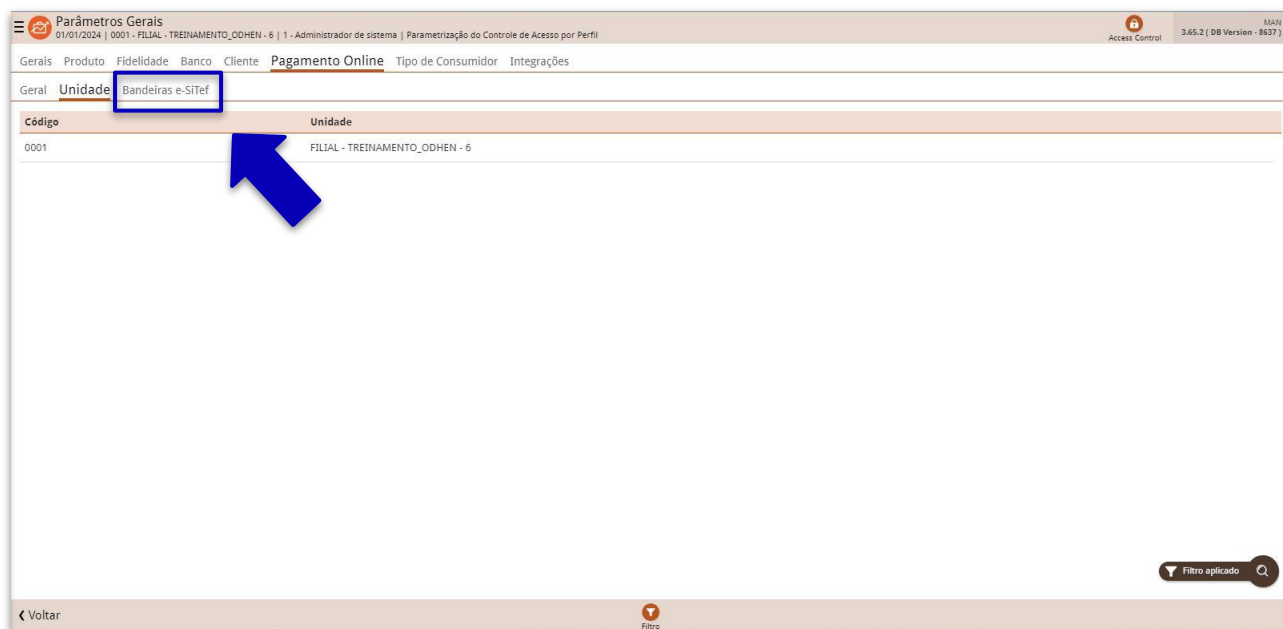 Parâmetros Gerais
01/01/2024 | 0001 - FILIAL - TREINAMENTO_ODHEN - 6 | 1 - Administrador de sistema | Parametrização do Controle de Acesso por Perfil
Access Control
MAN
3.65.2 ( DB Version - 8637 )
Gerais Produto Fidelidade Banco Cliente Pagamento Online Tipo de Consumidor Integrações
Geral Unidade Bandeiras e-SiTef
Código Unidade
0001 FILIAL - TREINAMENTO_ODHEN - 6
Filtro aplicado
Voltar
Filtro